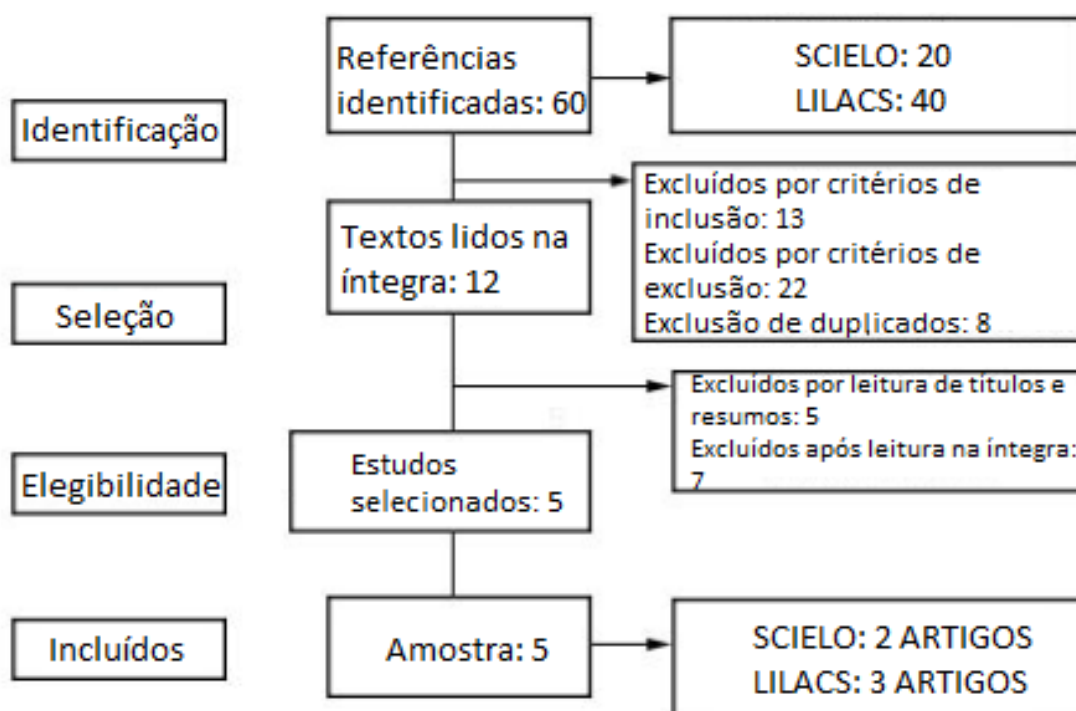 Identificação
Referências
identificadas: 60
SCIELO: 20
LILACS: 40
Excluídos por critérios de
inclusão: 13
Excluídos por critérios de
exclusão: 22
Exclusão de duplicados: 8
Seleção
Textos lidos na
íntegra: 12
Excluídos por leitura de títulos e
resumos: 5
Excluídos após leitura na íntegra:
7
Elegibilidade
Estudos
selecionados: 5
Incluídos
Amostra: 5
SCIELO: 2 ARTIGOS
LILACS: 3 ARTIGOS